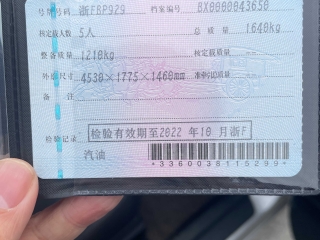 号牌号码 浙FBP929 档案编号 BX0000043650
核定载人数 5人 总质量 1640kg
整备质量 1210kg 核定载质量 --
外廓尺寸 4530×1775×1460mm 准牵引总质量 --
备注
检验记录 检验有效期至2022年10月浙F
汽油
*3360038115299*